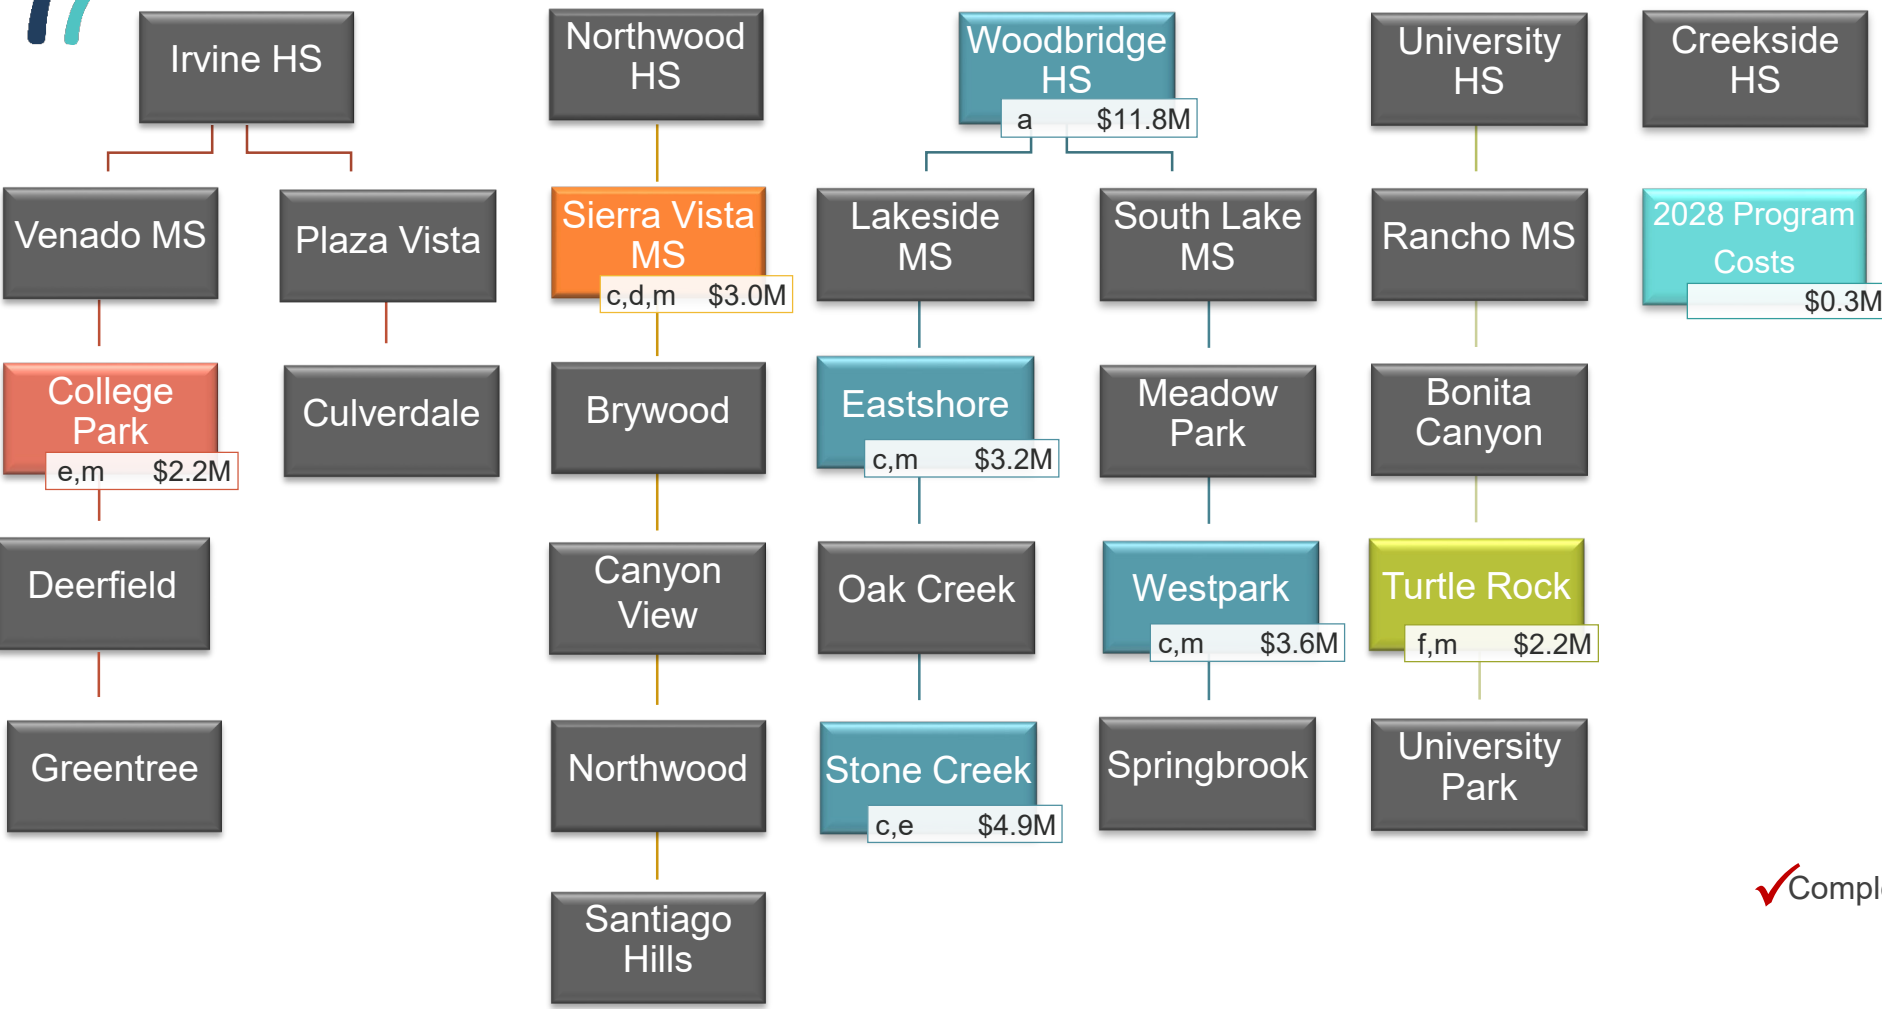 Irvine HS
Northwood
HS
Woodbridge
HS
a $11.8M
University
HS
Creekside
HS
Venado MS
Plaza Vista
Sierra Vista
MS
c,d,m $3.0M
Lakeside
MS
South Lake
MS
Rancho MS
2028 Program
Costs
$0.3M
College
Park
e,m $2.2M
Culverdale
Brywood
Eastshore
c,m $3.2M
Meadow
Park
Bonita
Canyon
Deerfield
Canyon
View
Oak Creek
Westpark
c,m $3.6M
Turtle Rock
f,m $2.2M
Greentree
Northwood
Stone Creek
c,e $4.9M
Springbrook
University
Park
Santiago
Hills